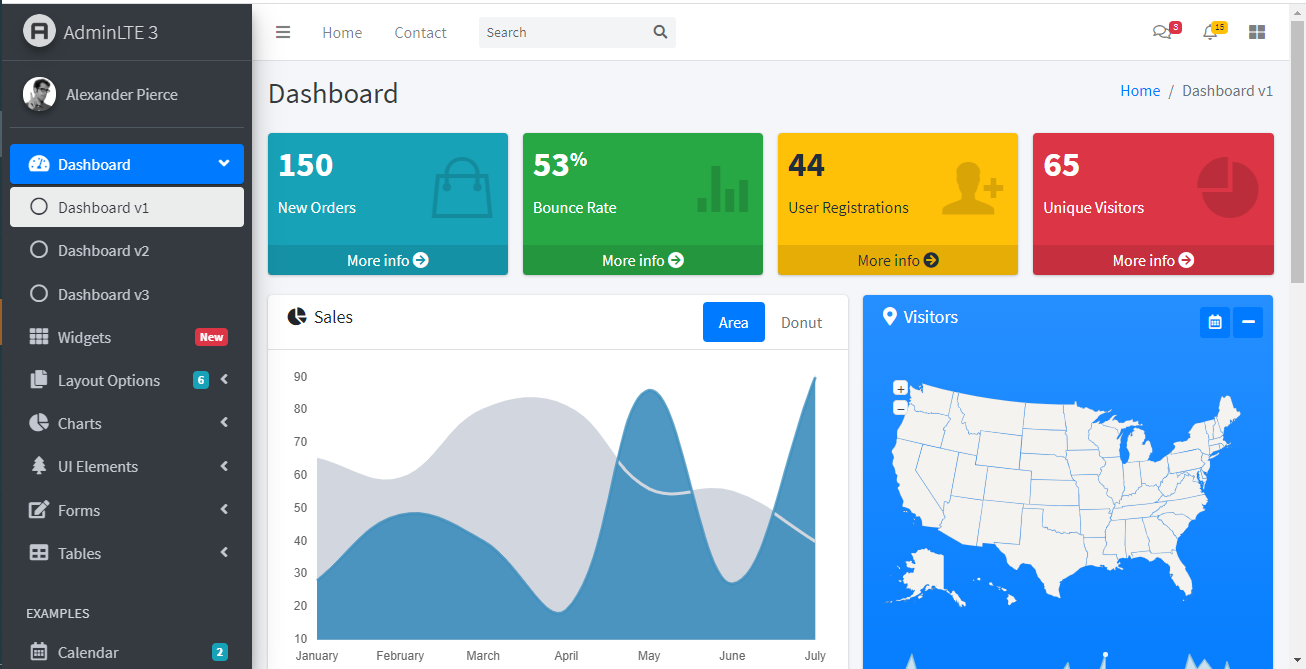 AdminLTE 3
Alexander Pierce
Dashboard
Dashboard v1
Dashboard v2
Dashboard v3
Widgets New
Layout Options 6
Charts
UI Elements
Forms
Tables
EXAMPLES
Calendar 2
Home Contact Search 3 15
Dashboard
Home / Dashboard v1
150
New Orders
More info
53%
Bounce Rate
More info
44
User Registrations
More info
65
Unique Visitors
More info
Sales
Area Donut
90
80
70
60
50
40
30
20
10
January February March April May June July
Visitors
+
−